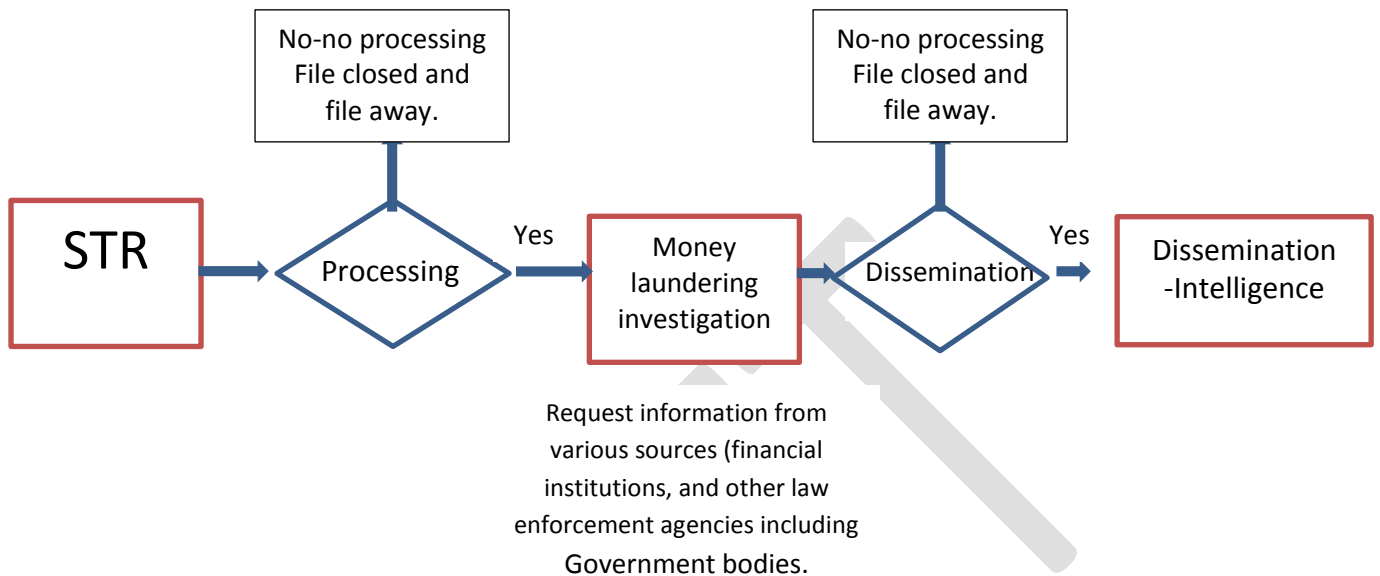 No-no processing
File closed and
file away.
No-no processing
File closed and
file away.
STR
Processing
Yes
Money
laundering
investigation
Dissemination
Yes
Dissemination
-Intelligence
Request information from
various sources (financial
institutions, and other law
enforcement agencies including
Government bodies.